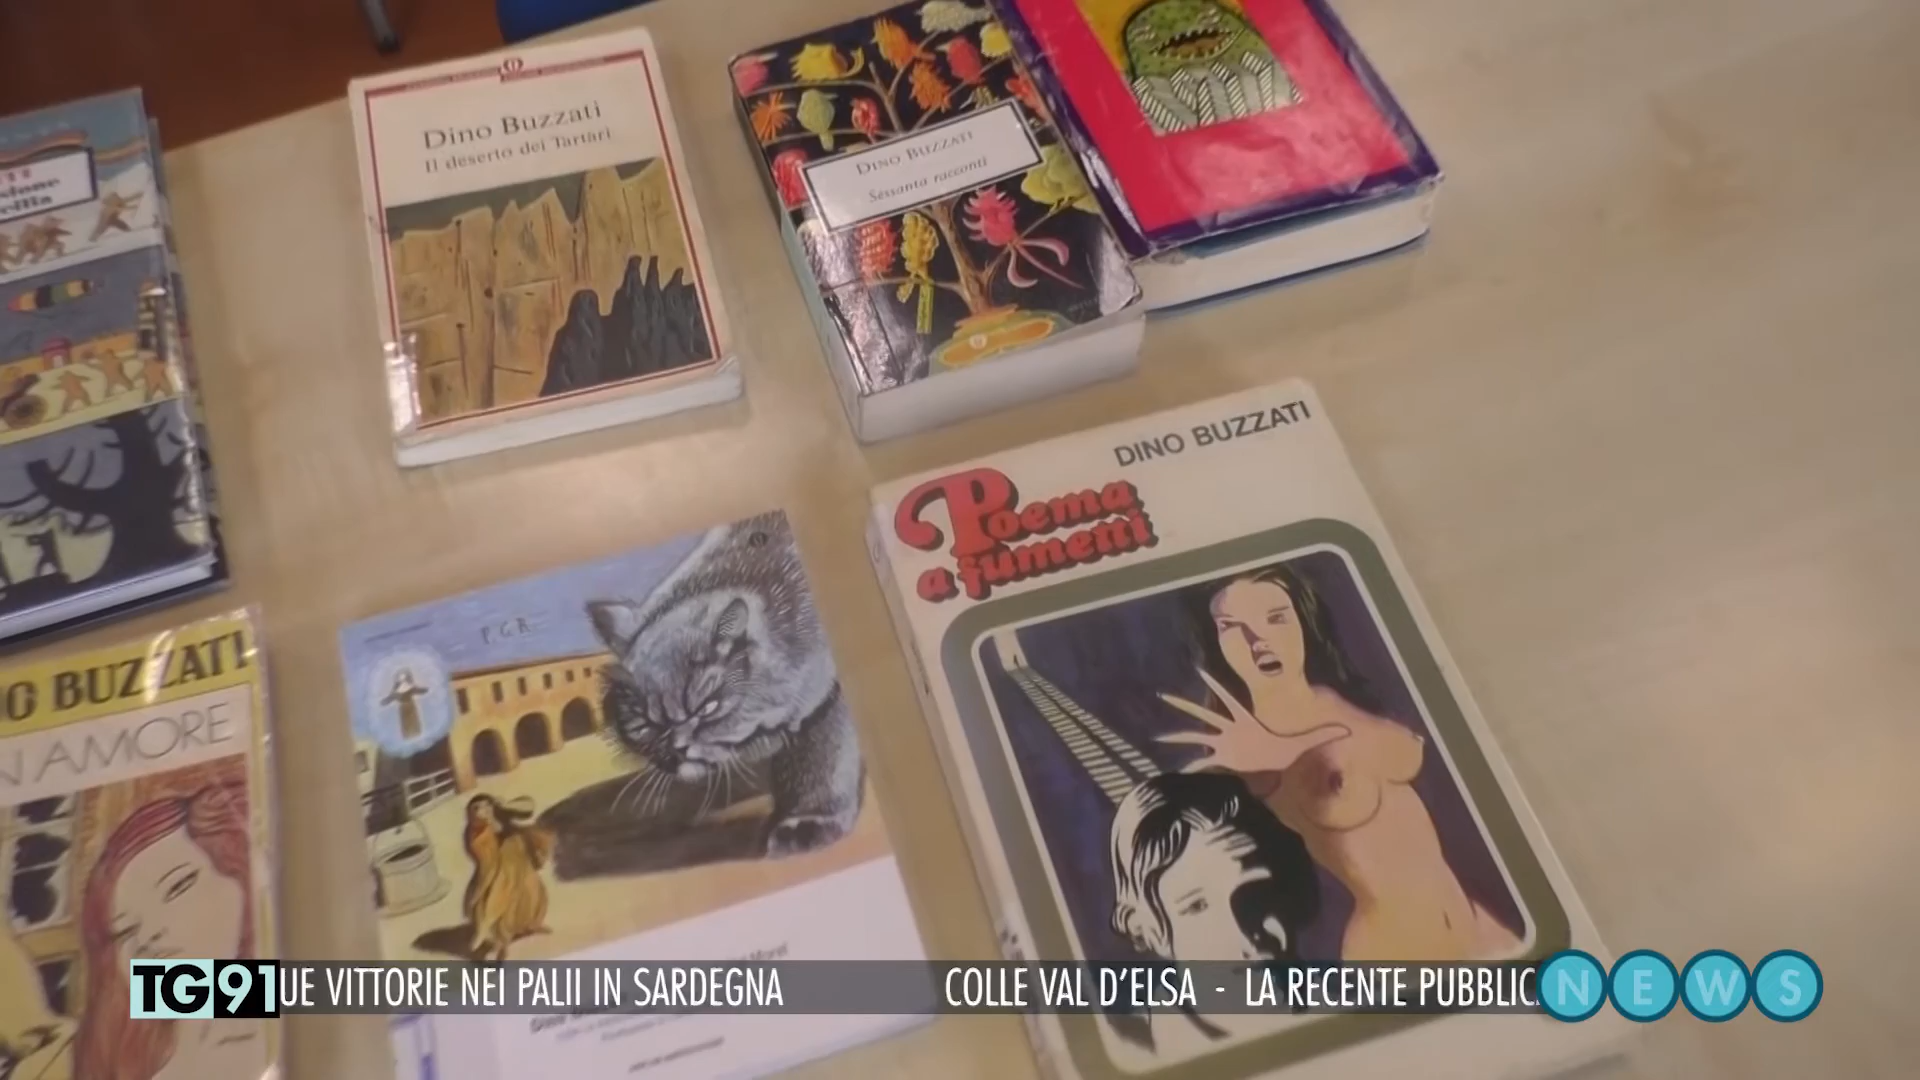 Dino Buzzati
Il deserto dei Tartari
DINO BUZZATI
Sessanta racconti
DINO BUZZATI
Poema
a fumetti
P.G.R.
BUZZATI
AMORE
TG91
UE VITTORIE NEI PALII IN SARDEGNA
COLLE VAL D'ELSA - LA RECENTE PUBBLIC
NEWS